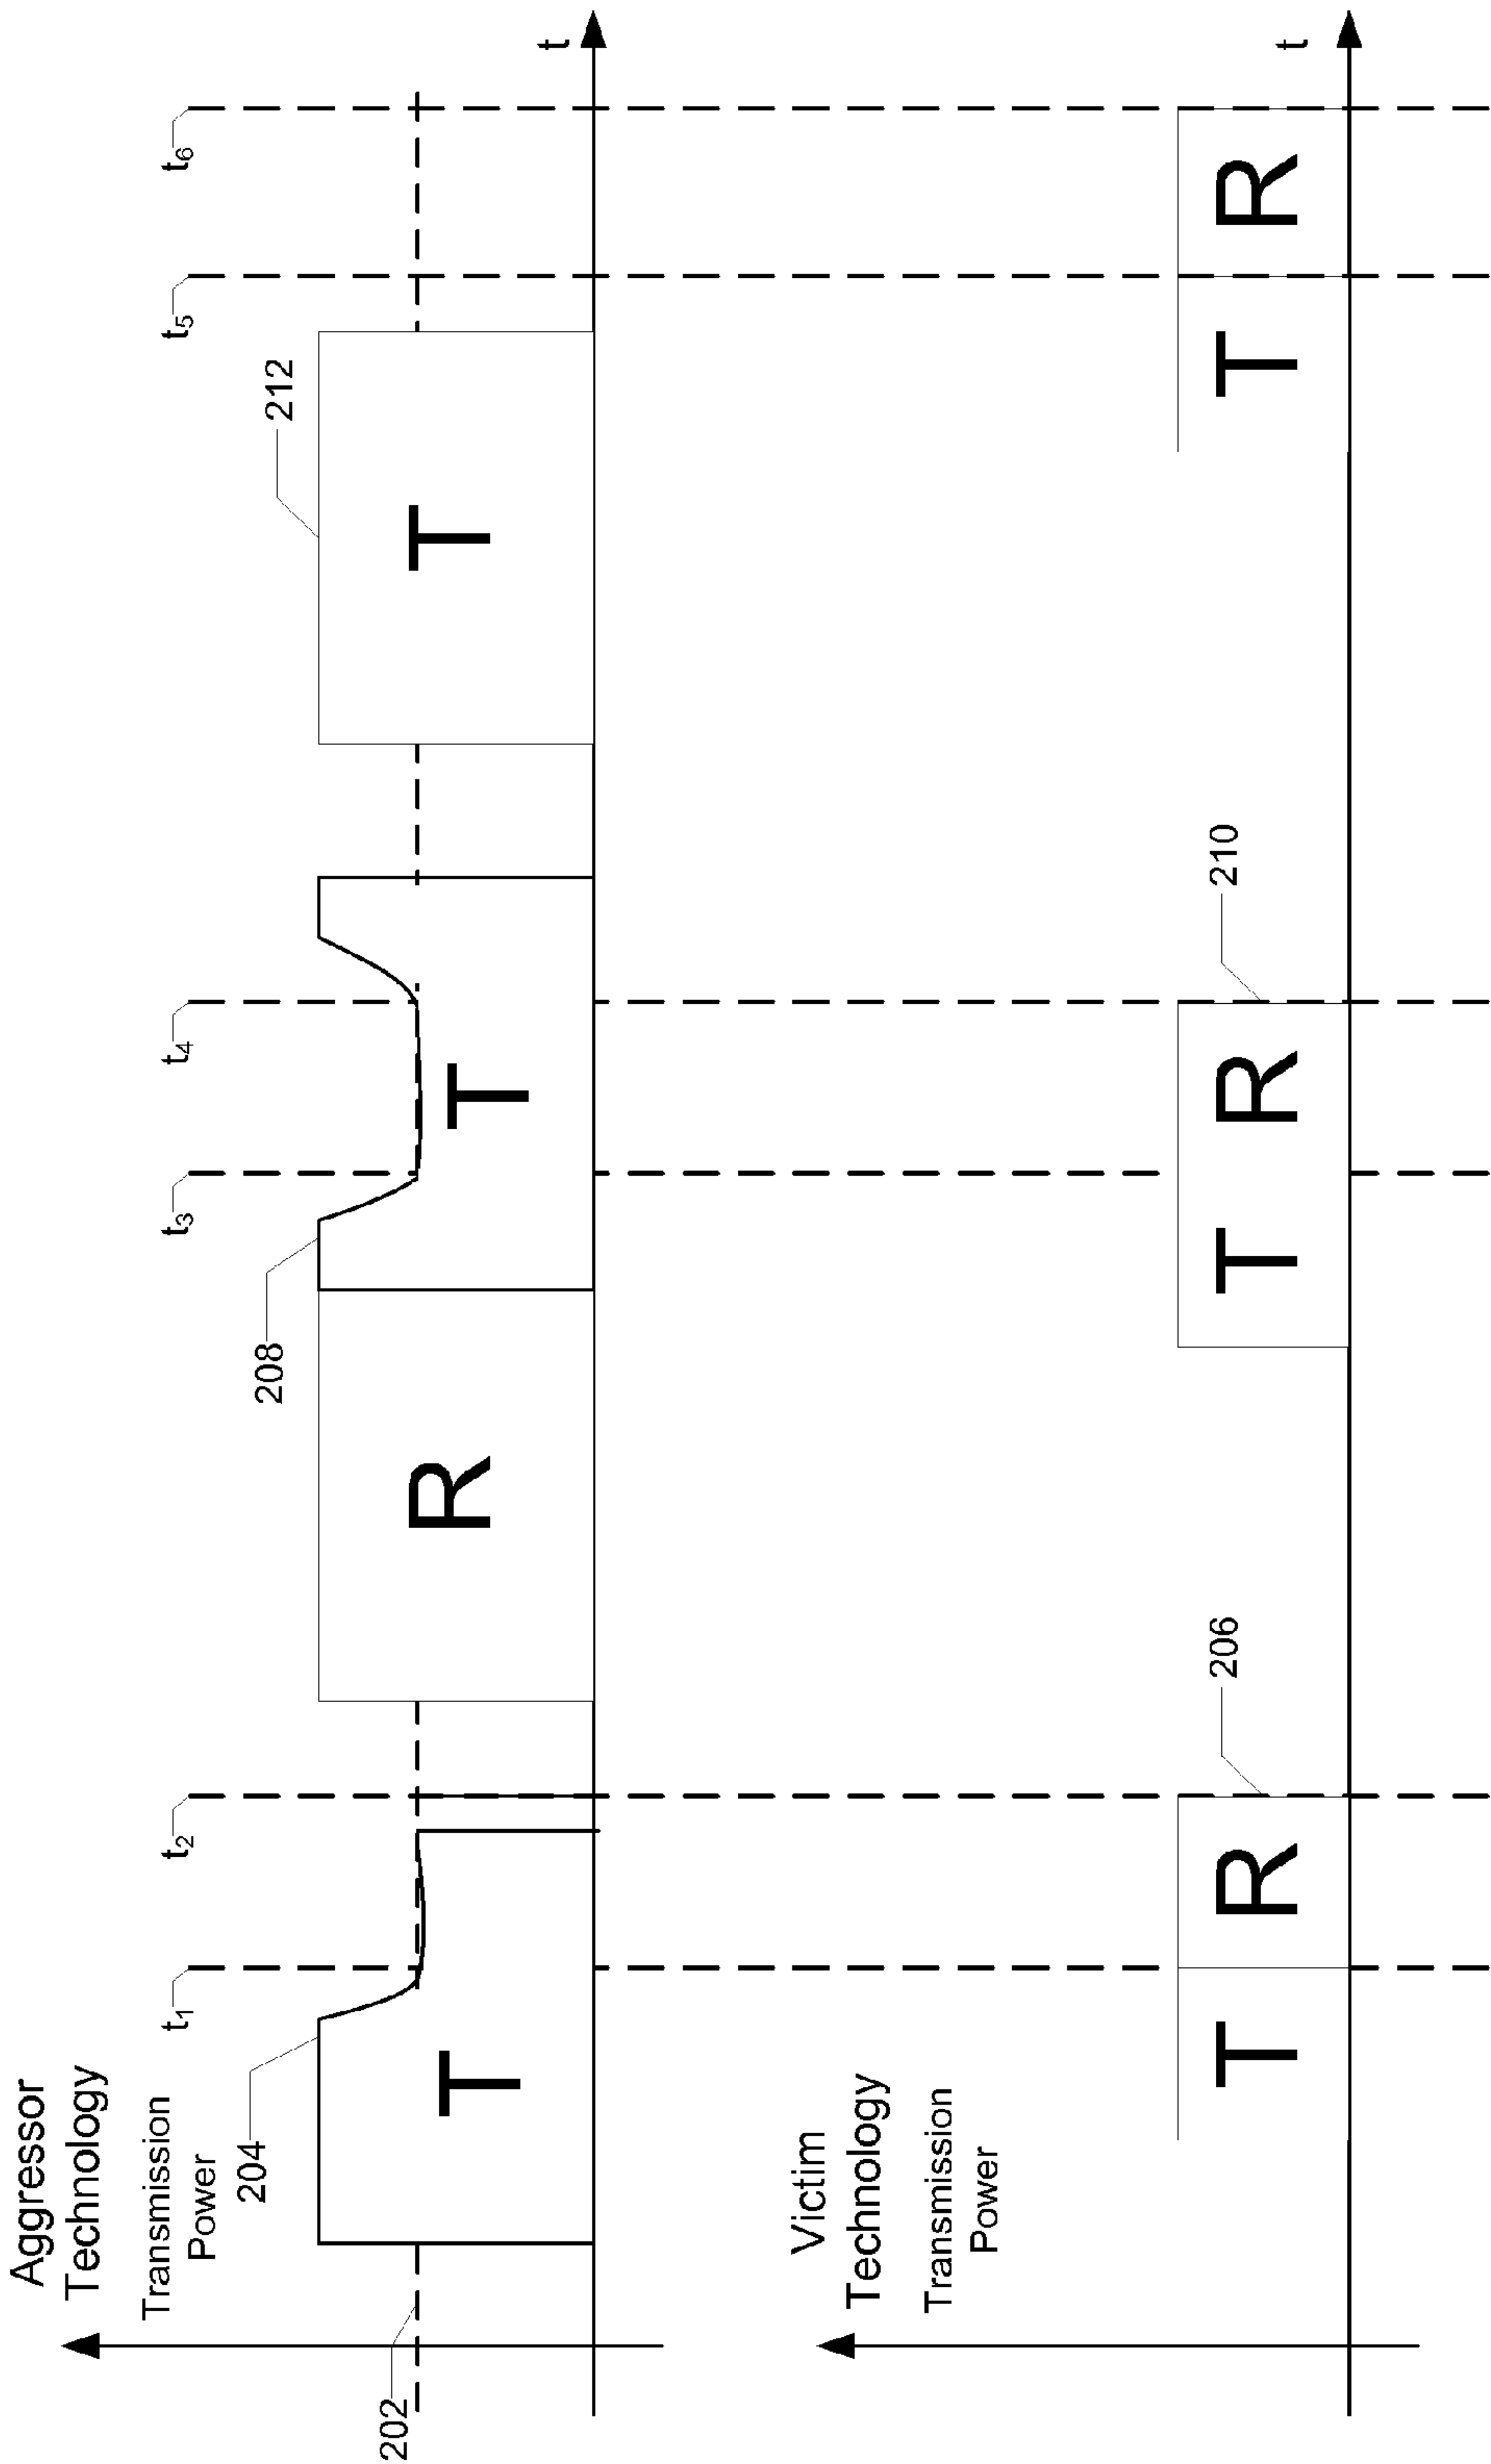 Aggressor
Technology
Transmission
Power
202
204
T
t1
t2
R
208
T
t3
t4
T
212
t5
t6
t
Victim
Technology
Transmission
Power
T
R
206
T
R
210
T
R
t